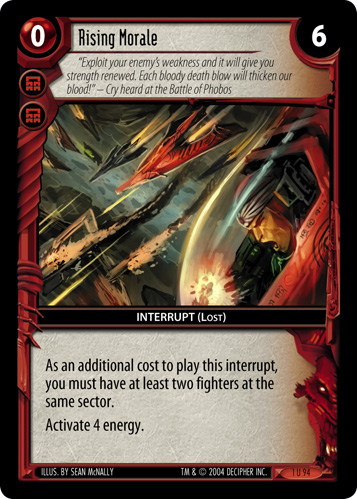 0 Rising Morale 6
"Exploit your enemy's weakness and it will give you
strength renewed. Each bloody death blow will thicken our
blood!" – Cry heard at the Battle of Phobos
INTERRUPT (LOST)
As an additional cost to play this interrupt,
you must have at least two fighters at the
same sector.
Activate 4 energy.
ILLUS. BY SEAN McNALLY TM & © 2004 DECIPHER INC. 1 U 94